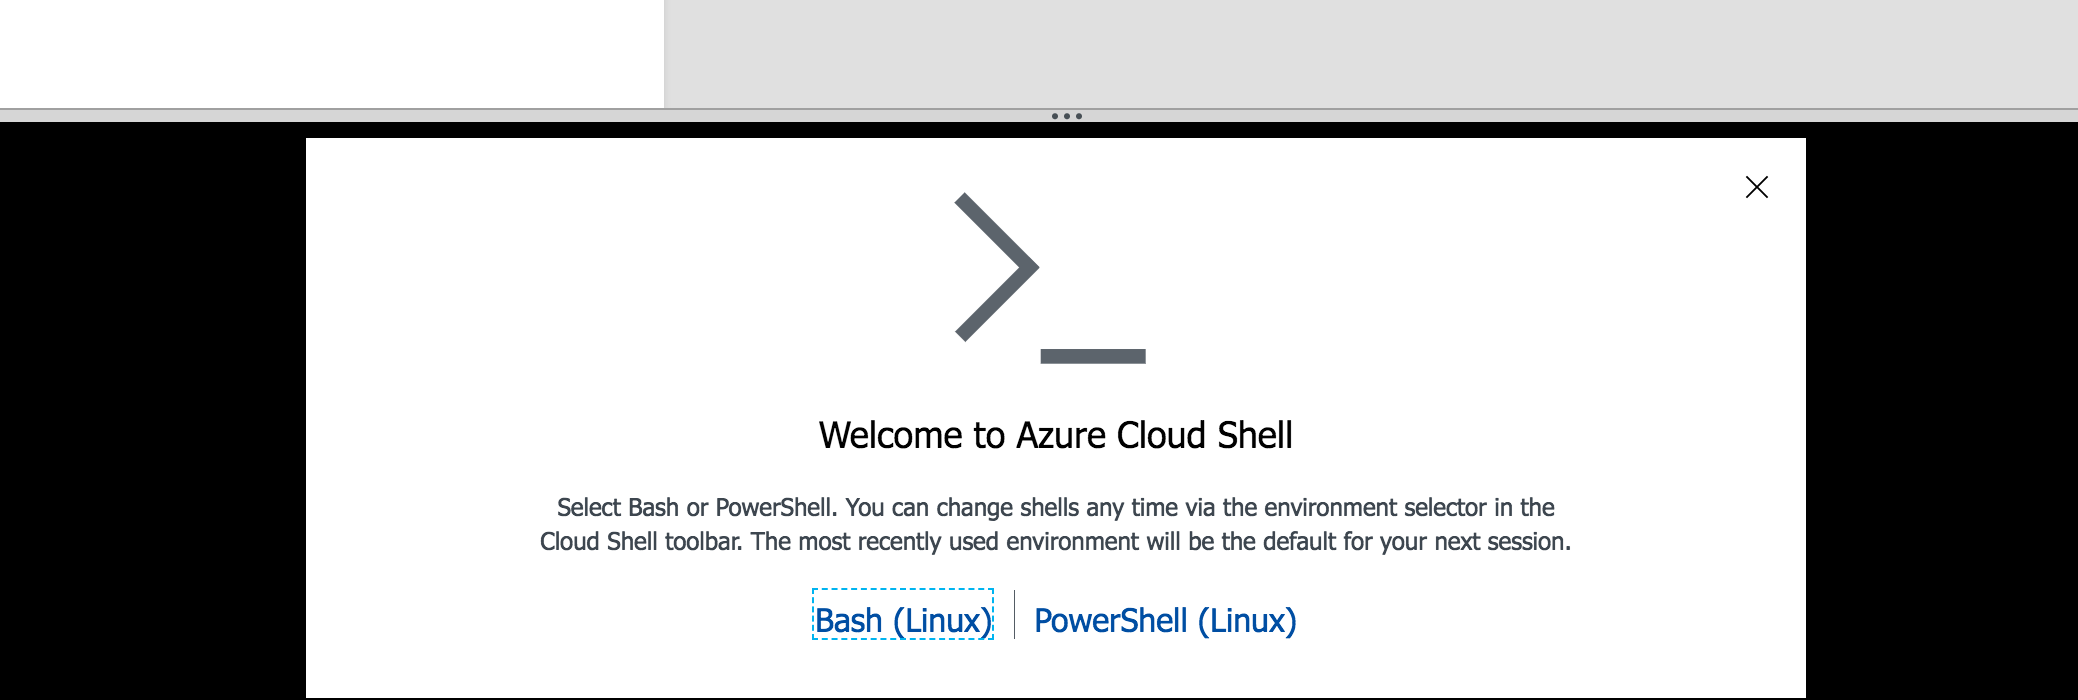 Welcome to Azure Cloud Shell
Select Bash or PowerShell. You can change shells any time via the environment selector in the
Cloud Shell toolbar. The most recently used environment will be the default for your next session.
Bash (Linux) PowerShell (Linux)